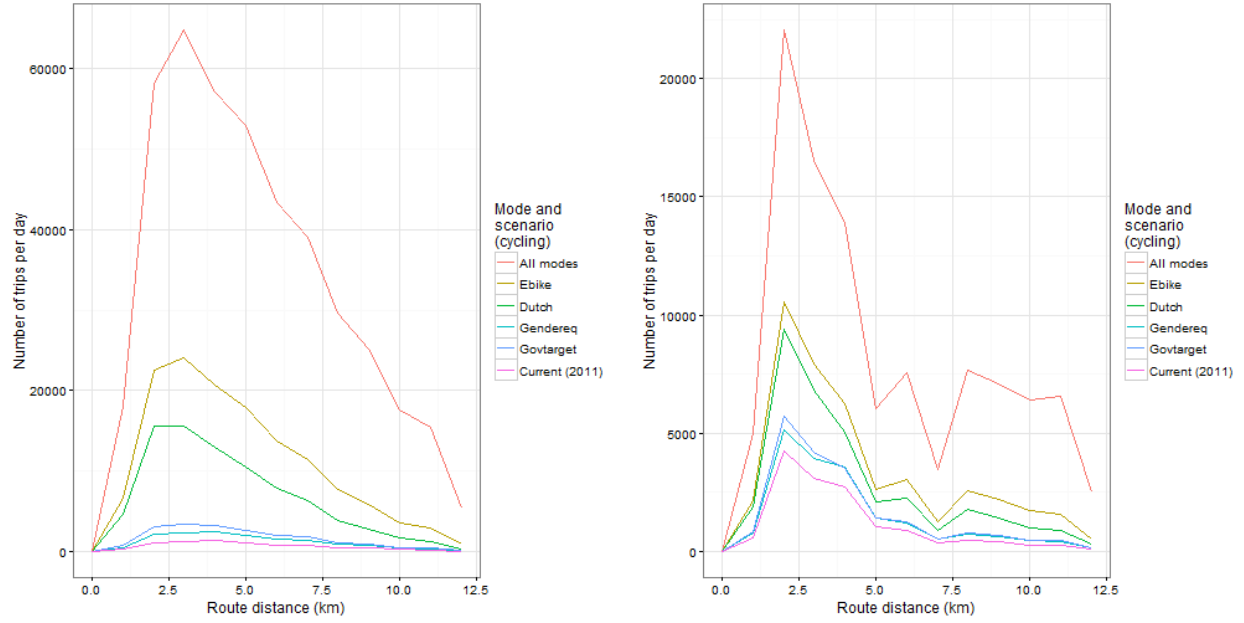 60000
40000
20000
0
Number of trips per day
0.0 2.5 5.0 7.5 10.0 12.5
Route distance (km)
Mode and
scenario
(cycling)
All modes
Ebike
Dutch
Gendereq
Govtarget
Current (2011)
20000
15000
10000
5000
0
Number of trips per day
0.0 2.5 5.0 7.5 10.0 12.5
Route distance (km)
Mode and
scenario
(cycling)
All modes
Ebike
Dutch
Gendereq
Govtarget
Current (2011)